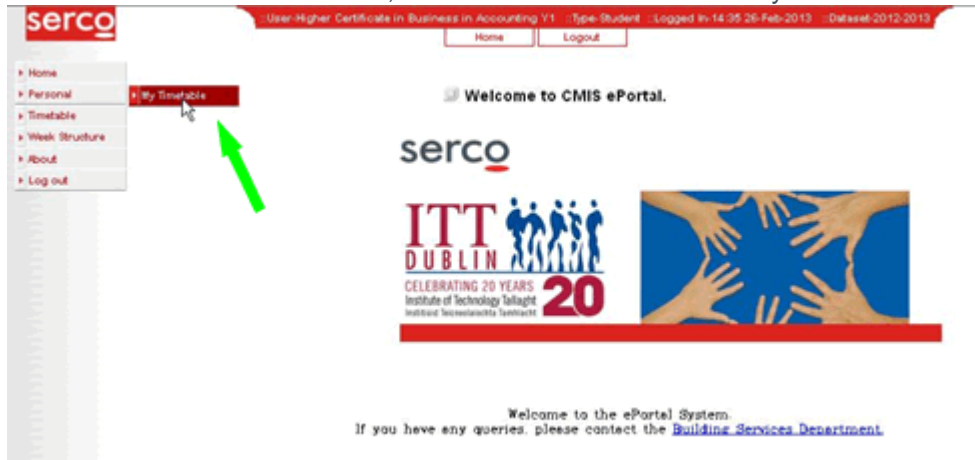 serco
::User-Higher Certificate in Business in Accounting Y1 ::Type-Student ::Logged In-14:35 26-Feb-2013 ::Dataset-2012-2013
Home Logout
Home
Personal
My Timetable
Timetable
Week Structure
About
Log out
Welcome to CMIS ePortal.
serco
ITT
DUBLIN
CELEBRATING 20 YEARS
Institute of Technology Tallaght
Institiúid Teicneolaíochta Tamhlacht
20
Welcome to the ePortal System.
If you have any queries, please contact the Building Services Department.